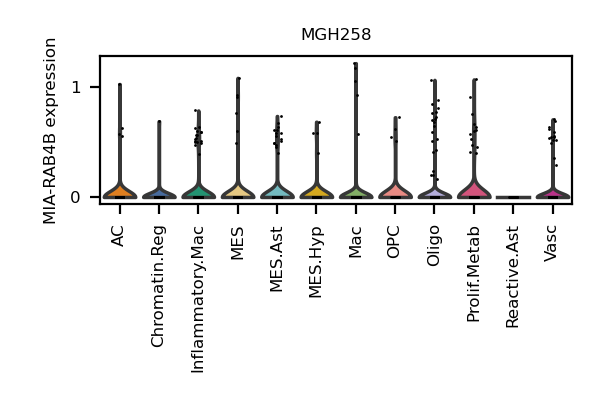 MGH258
MIA-RAB4B expression
1
0
AC
Chromatin.Reg
Inflammatory.Mac
MES
MES.Ast
MES.Hyp
Mac
OPC
Oligo
Prolif.Metab
Reactive.Ast
Vasc